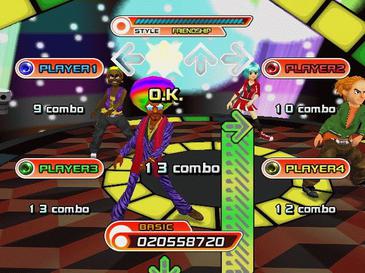 STYLE FRIENDSHIP
PLAYER1
PLAYER2
9 combo
10 combo
O.K.
PLAYER3
13 combo
PLAYER4
13 combo
12 combo
BASIC
020558720